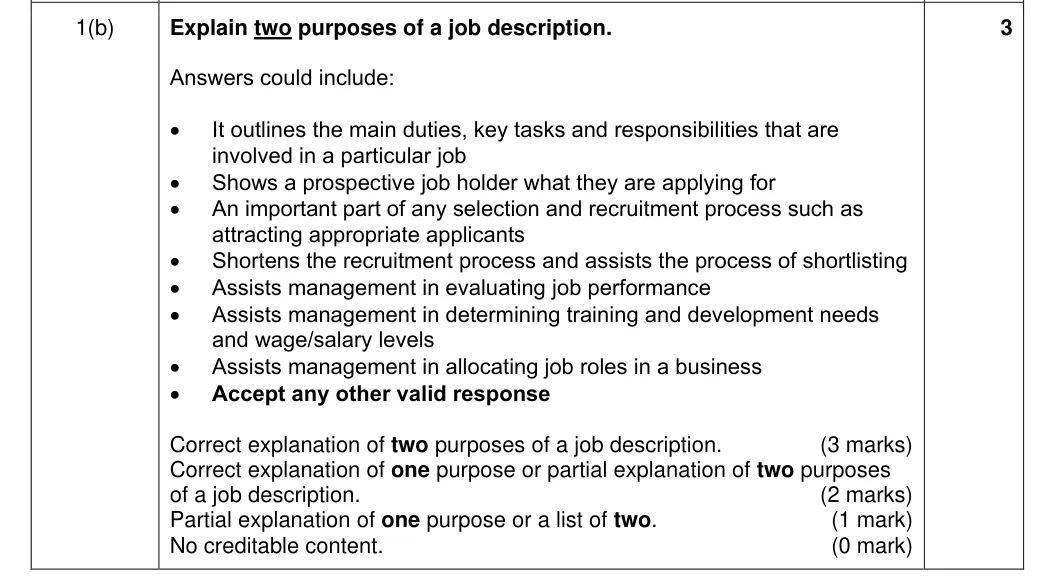 1(b) Explain two purposes of a job description. 3
Answers could include:
• It outlines the main duties, key tasks and responsibilities that are
involved in a particular job
• Shows a prospective job holder what they are applying for
• An important part of any selection and recruitment process such as
attracting appropriate applicants
• Shortens the recruitment process and assists the process of shortlisting
• Assists management in evaluating job performance
• Assists management in determining training and development needs
and wage/salary levels
• Assists management in allocating job roles in a business
• Accept any other valid response
Correct explanation of two purposes of a job description. (3 marks)
Correct explanation of one purpose or partial explanation of two purposes
of a job description. (2 marks)
Partial explanation of one purpose or a list of two. (1 mark)
No creditable content. (0 mark)